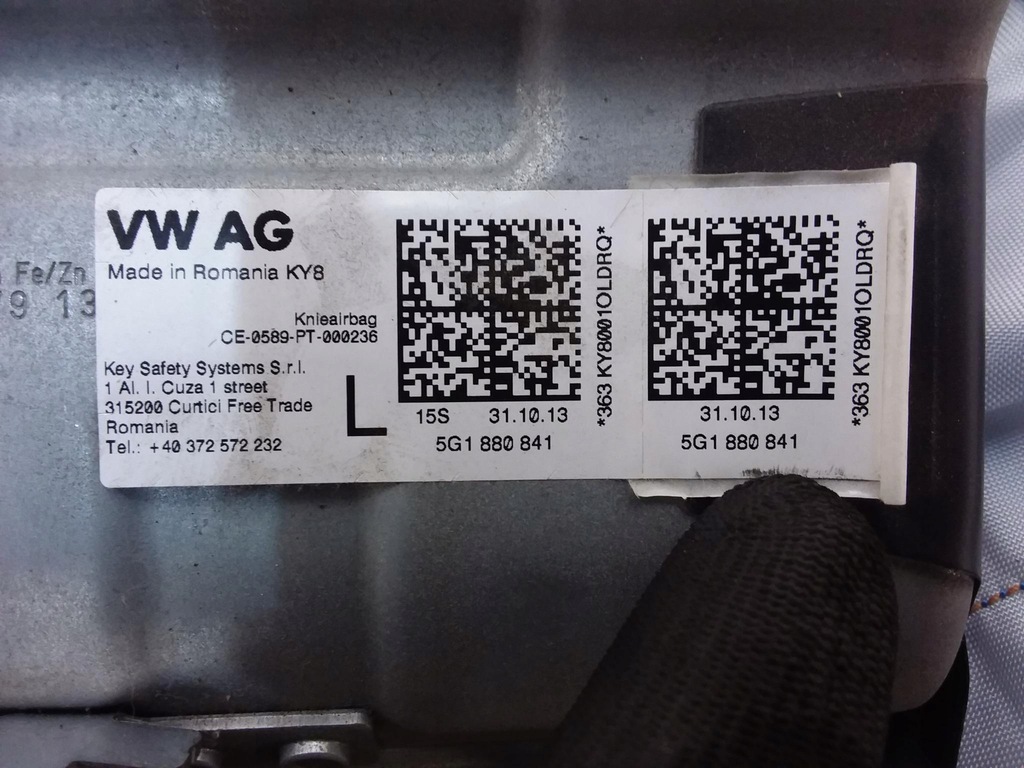 VW AG
Made in Romania KY8
Fe/Zn
9 13
Knieairbag
CE-0589-PT-000236
Key Safety Systems S.r.l.
1 Al. I. Cuza 1 street
315200 Curtici Free Trade
Romania
Tel.: +40 372 572 232
L
15S 31.10.13
5G1 880 841
*363 KY8001OLDRQ*
31.10.13
5G1 880 841
*363 KY8001OLDRQ*